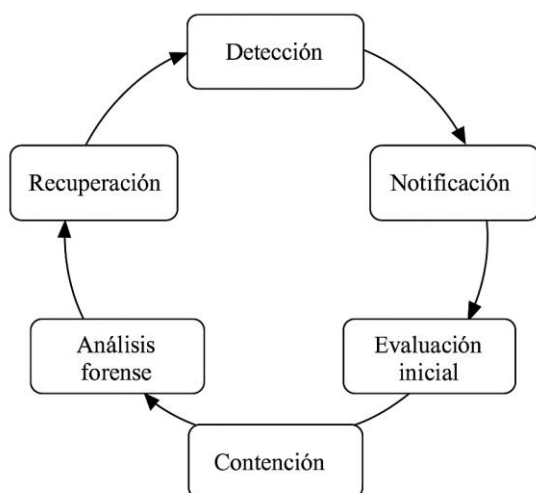 Detección
Notificación
Evaluación
inicial
Contención
Análisis
forense
Recuperación